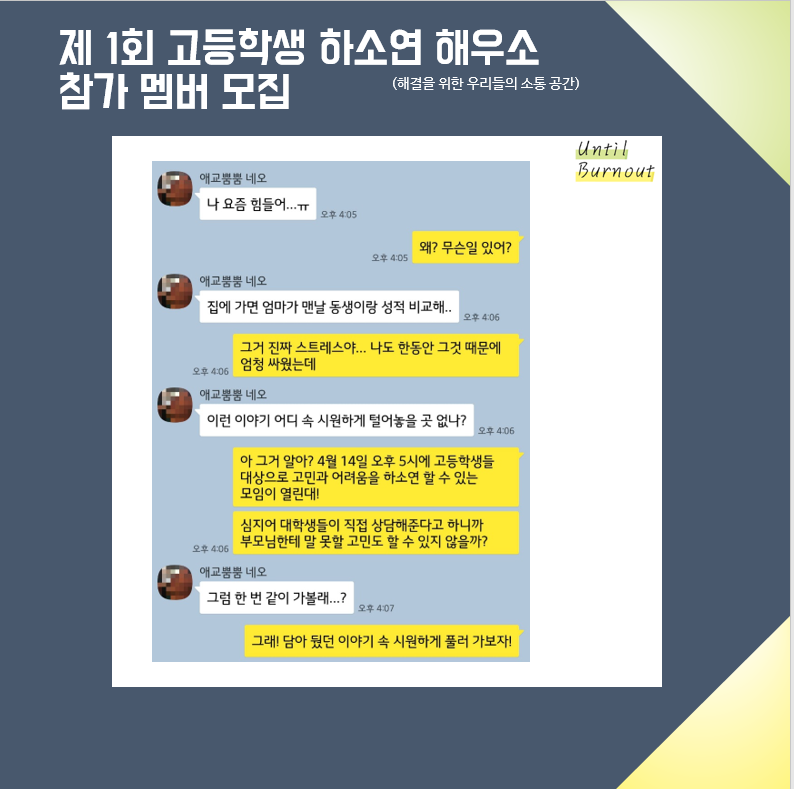 제 1회 고등학생 하소연 해우소
참가 멤버 모집
(해결을 위한 우리들의 소통 공간)
Until
Burnout
애교뿜뿜 네오
나 요즘 힘들어...ㅠ
오후 4:05
왜? 무슨일 있어?
오후 4:05
애교뿜뿜 네오
집에 가면 엄마가 맨날 동생이랑 성적 비교해..
오후 4:06
그거 진짜 스트레스야... 나도 한동안 그것 때문에
엄청 싸웠는데
오후 4:06
애교뿜뿜 네오
이런 이야기 어디 속 시원하게 털어놓을 곳 없나?
오후 4:06
아 그거 알아? 4월 14일 오후 5시에 고등학생들
대상으로 고민과 어려움을 하소연 할 수 있는
모임이 열린대!
심지어 대학생들이 직접 상담해준다고 하니까
부모님한테 말 못할 고민도 할 수 있지 않을까?
오후 4:06
애교뿜뿜 네오
그럼 한 번 같이 가볼래...?
오후 4:07
그래! 담아 뒀던 이야기 속 시원하게 풀러 가보자!